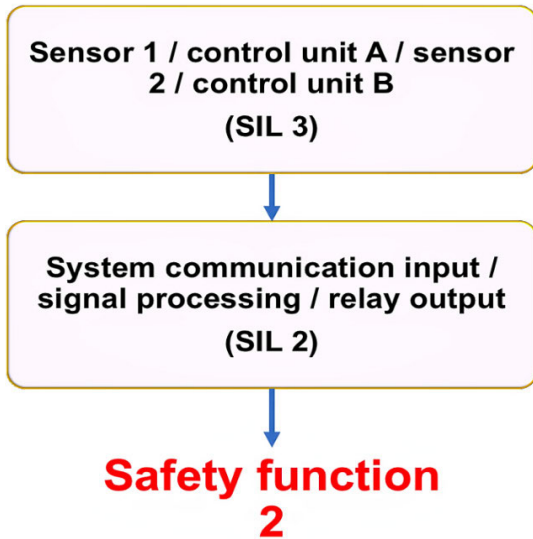 Sensor 1 / control unit A / sensor
2 / control unit B
(SIL 3)
System communication input /
signal processing / relay output
(SIL 2)
Safety function
2